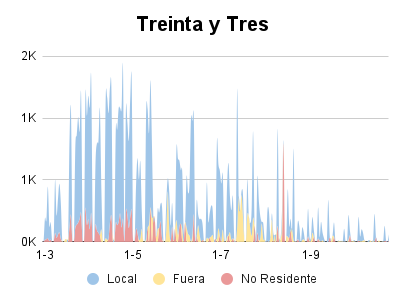 Treinta y Tres
2K
1K
1K
0K
1-3 1-5 1-7 1-9
Local Fuera No Residente